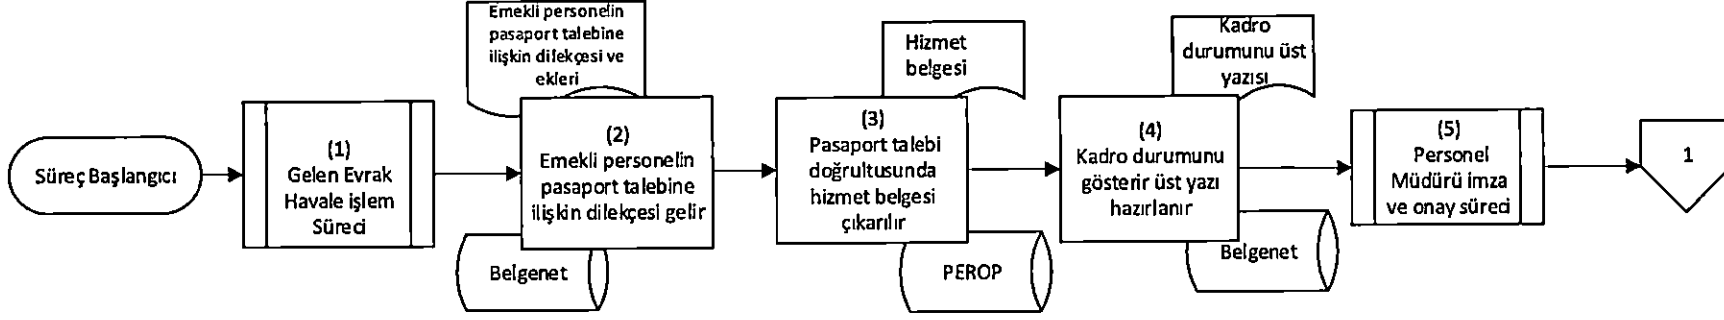 Süreç Başlangıcı
(1)
Gelen Evrak
Havale işlem
Süreci
Emekli personelin
pasaport talebine
ilişkin dilekçesi ve
ekleri
(2)
Emekli personelin
pasaport talebine
ilişkin dilekçesi gelir
Belgenet
Hizmet
belgesi
(3)
Pasaport talebi
doğrultusunda
hizmet belgesi
çıkarılır
PEROP
Kadro
durumunu üst
yazısı
(4)
Kadro durumunu
gösterir üst yazı
hazırlanır
Belgenet
(5)
Personel
Müdürü imza
ve onay süreci
1